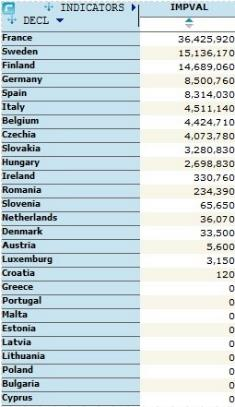 INDICATORS IMPVAL
DECL
France 36,425,920
Sweden 15,136,170
Finland 14,689,060
Germany 8,500,760
Spain 8,314,030
Italy 4,511,140
Belgium 4,424,710
Czechia 4,073,780
Slovakia 3,280,830
Hungary 2,698,830
Ireland 330,760
Romania 234,390
Slovenia 65,650
Netherlands 36,070
Denmark 33,500
Austria 5,600
Luxemburg 3,150
Croatia 120
Greece 0
Portugal 0
Malta 0
Estonia 0
Latvia 0
Lithuania 0
Poland 0
Bulgaria 0
Cyprus 0